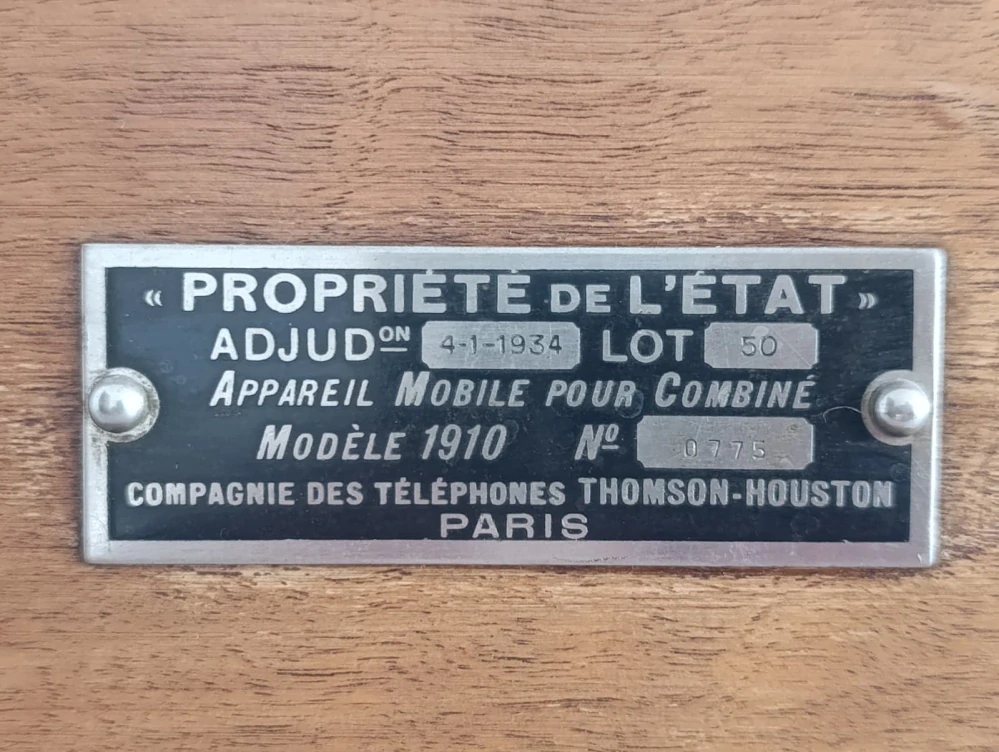 « PROPRIÉTÉ DE L'ÉTAT »
ADJUDON 4-1-1934 LOT 50
APPAREIL MOBILE POUR COMBINÉ
MODÈLE 1910 Nº 0775
COMPAGNIE DES TÉLÉPHONES THOMSON-HOUSTON
PARIS